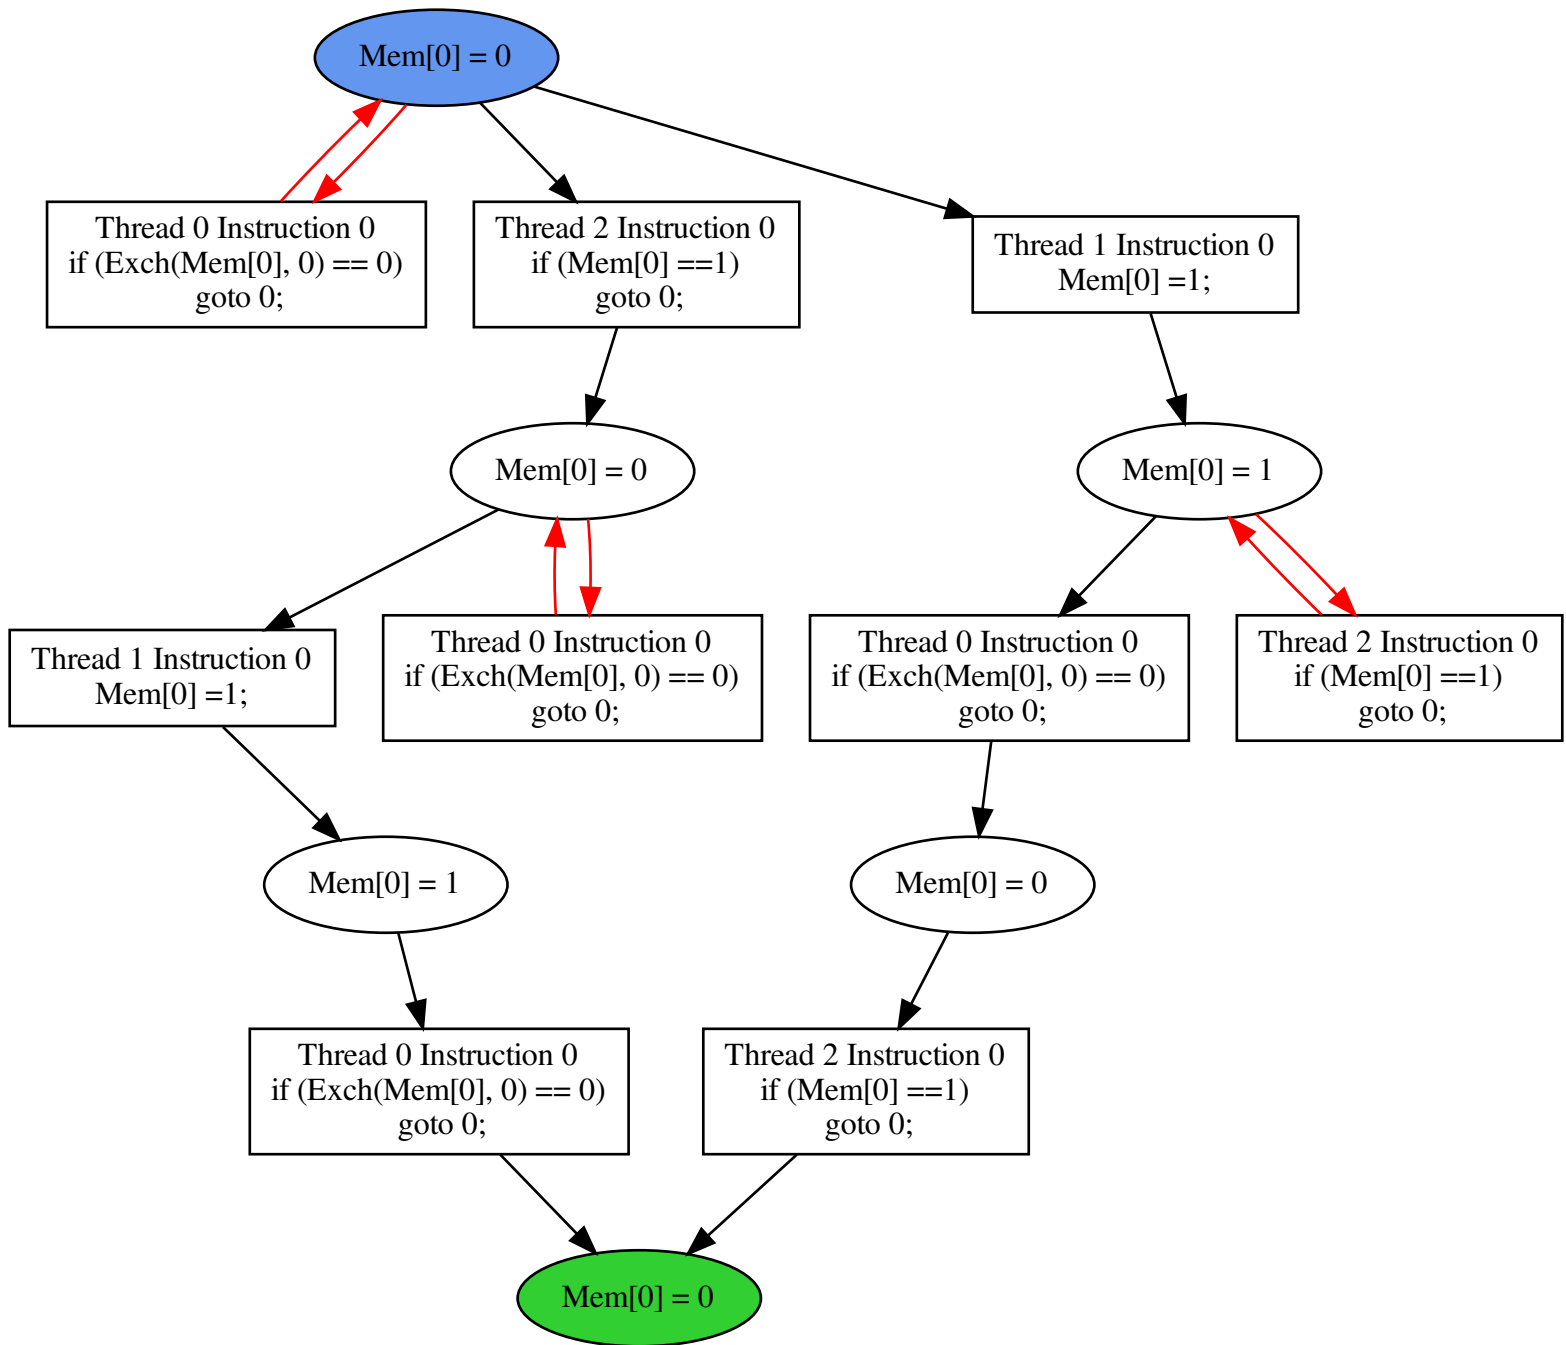 Mem[0] = 0
Thread 0 Instruction 0
if (Exch(Mem[0], 0) == 0)
goto 0;
Thread 2 Instruction 0
if (Mem[0] ==1)
goto 0;
Thread 1 Instruction 0
Mem[0] =1;
Mem[0] = 0
Mem[0] = 1
Thread 1 Instruction 0
Mem[0] =1;
Thread 0 Instruction 0
if (Exch(Mem[0], 0) == 0)
goto 0;
Thread 0 Instruction 0
if (Exch(Mem[0], 0) == 0)
goto 0;
Thread 2 Instruction 0
if (Mem[0] ==1)
goto 0;
Mem[0] = 1
Mem[0] = 0
Thread 0 Instruction 0
if (Exch(Mem[0], 0) == 0)
goto 0;
Thread 2 Instruction 0
if (Mem[0] ==1)
goto 0;
Mem[0] = 0